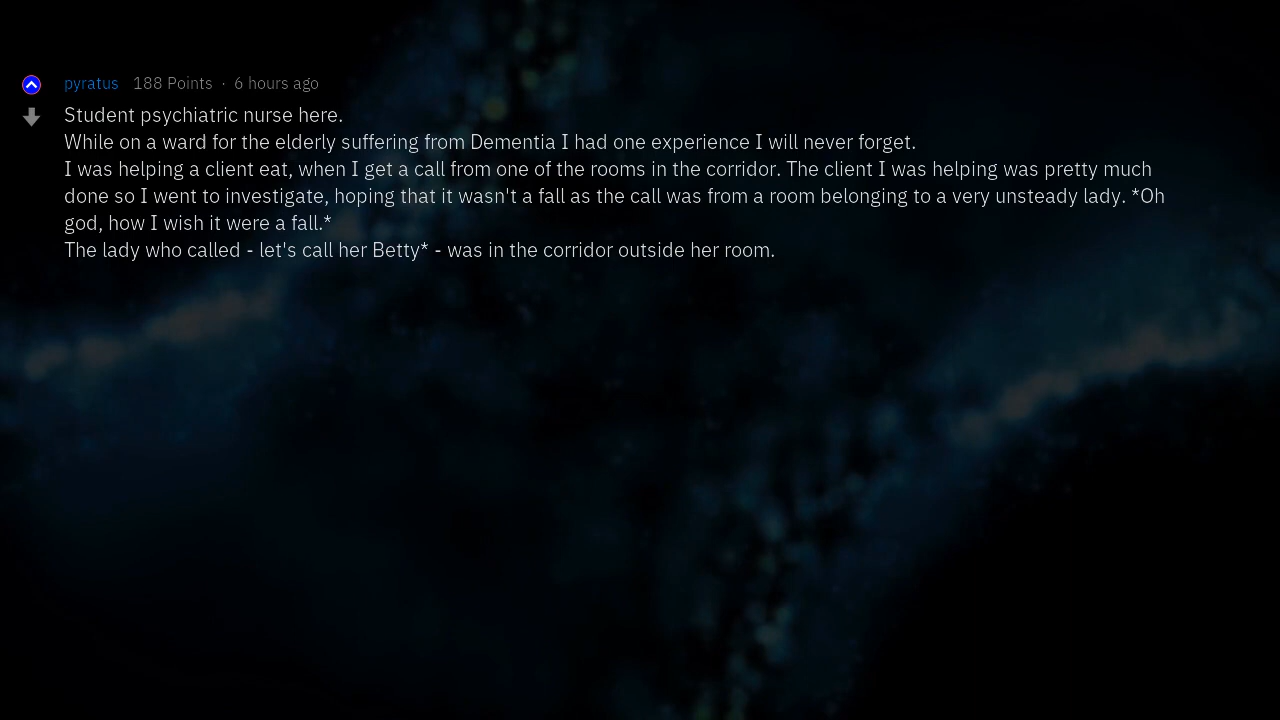 pyratus 188 Points · 6 hours ago
Student psychiatric nurse here.
While on a ward for the elderly suffering from Dementia I had one experience I will never forget.
I was helping a client eat, when I get a call from one of the rooms in the corridor. The client I was helping was pretty much
done so I went to investigate, hoping that it wasn't a fall as the call was from a room belonging to a very unsteady lady. *Oh
god, how I wish it were a fall.*
The lady who called - let's call her Betty* - was in the corridor outside her room.